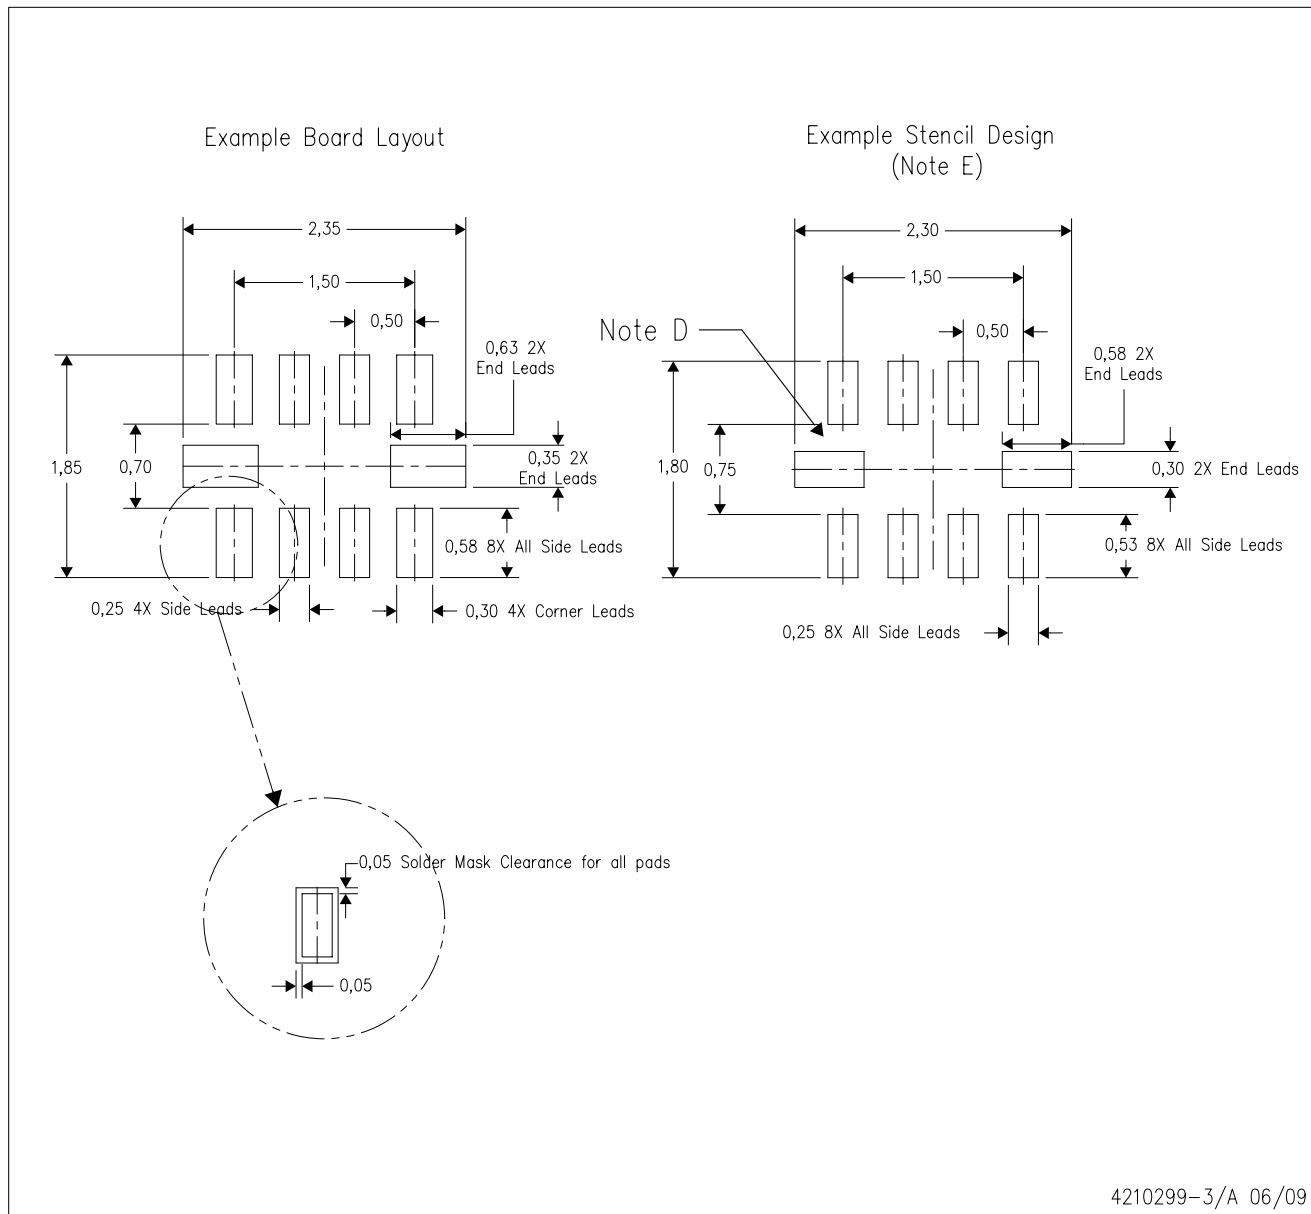 Example Board Layout
Example Stencil Design
(Note E)
2,35
2,30
1,50
1,50
0,50
0,50
Note D
0,63 2X
End Leads
0,58 2X
End Leads
1,85
0,70
0,35 2X
End Leads
1,80
0,75
0,30 2X End Leads
0,58 8X All Side Leads
0,53 8X All Side Leads
0,25 4X Side Leads
0,30 4X Corner Leads
0,25 8X All Side Leads
0,05 Solder Mask Clearance for all pads
0,05
4210299-3/A 06/09